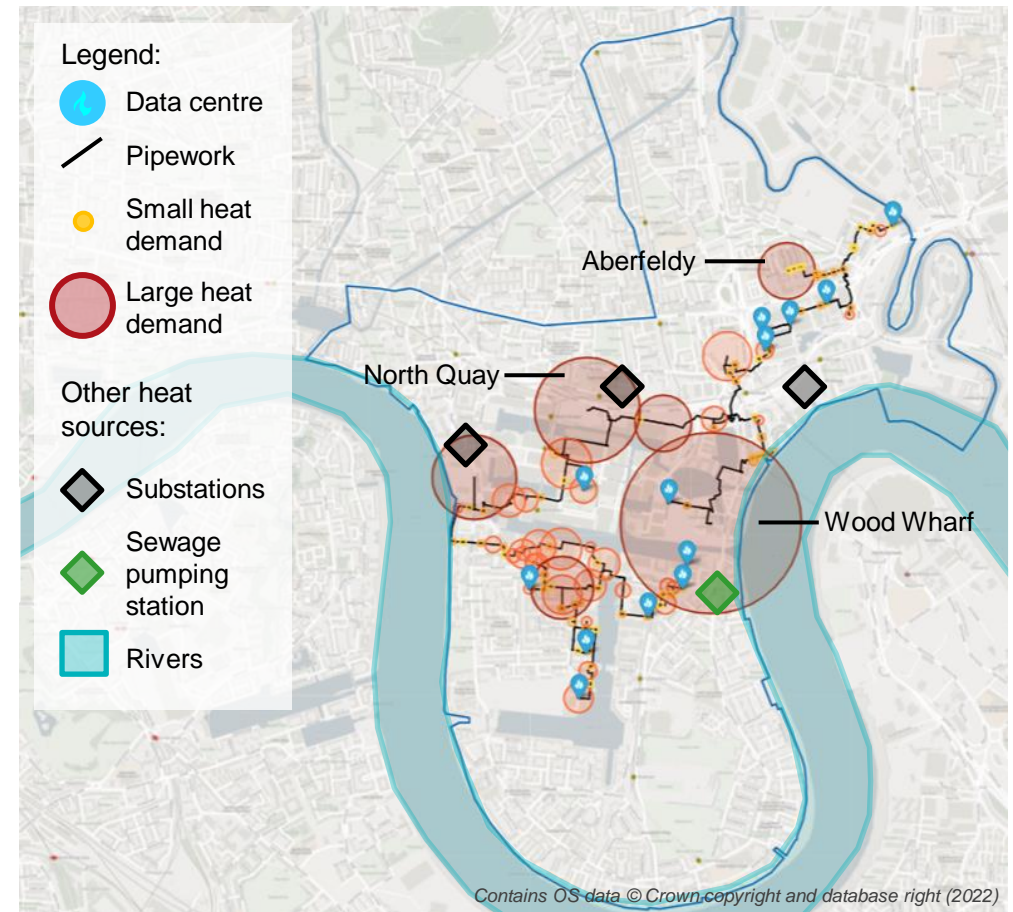 Legend:
Data centre
Pipework
Small heat
demand
Large heat
demand
Other heat
sources:
Substations
Sewage
pumping
station
Rivers
Aberfeldy
North Quay
Wood Wharf
Contains OS data © Crown copyright and database right (2022)